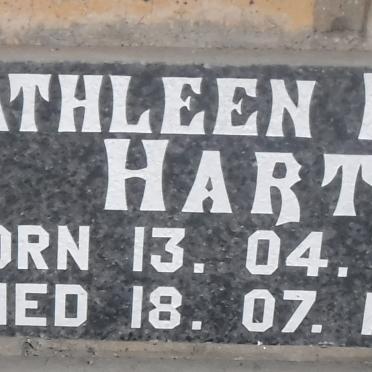 ATHLEEN
HART
ORN 13. 04.
IED 18. 07.